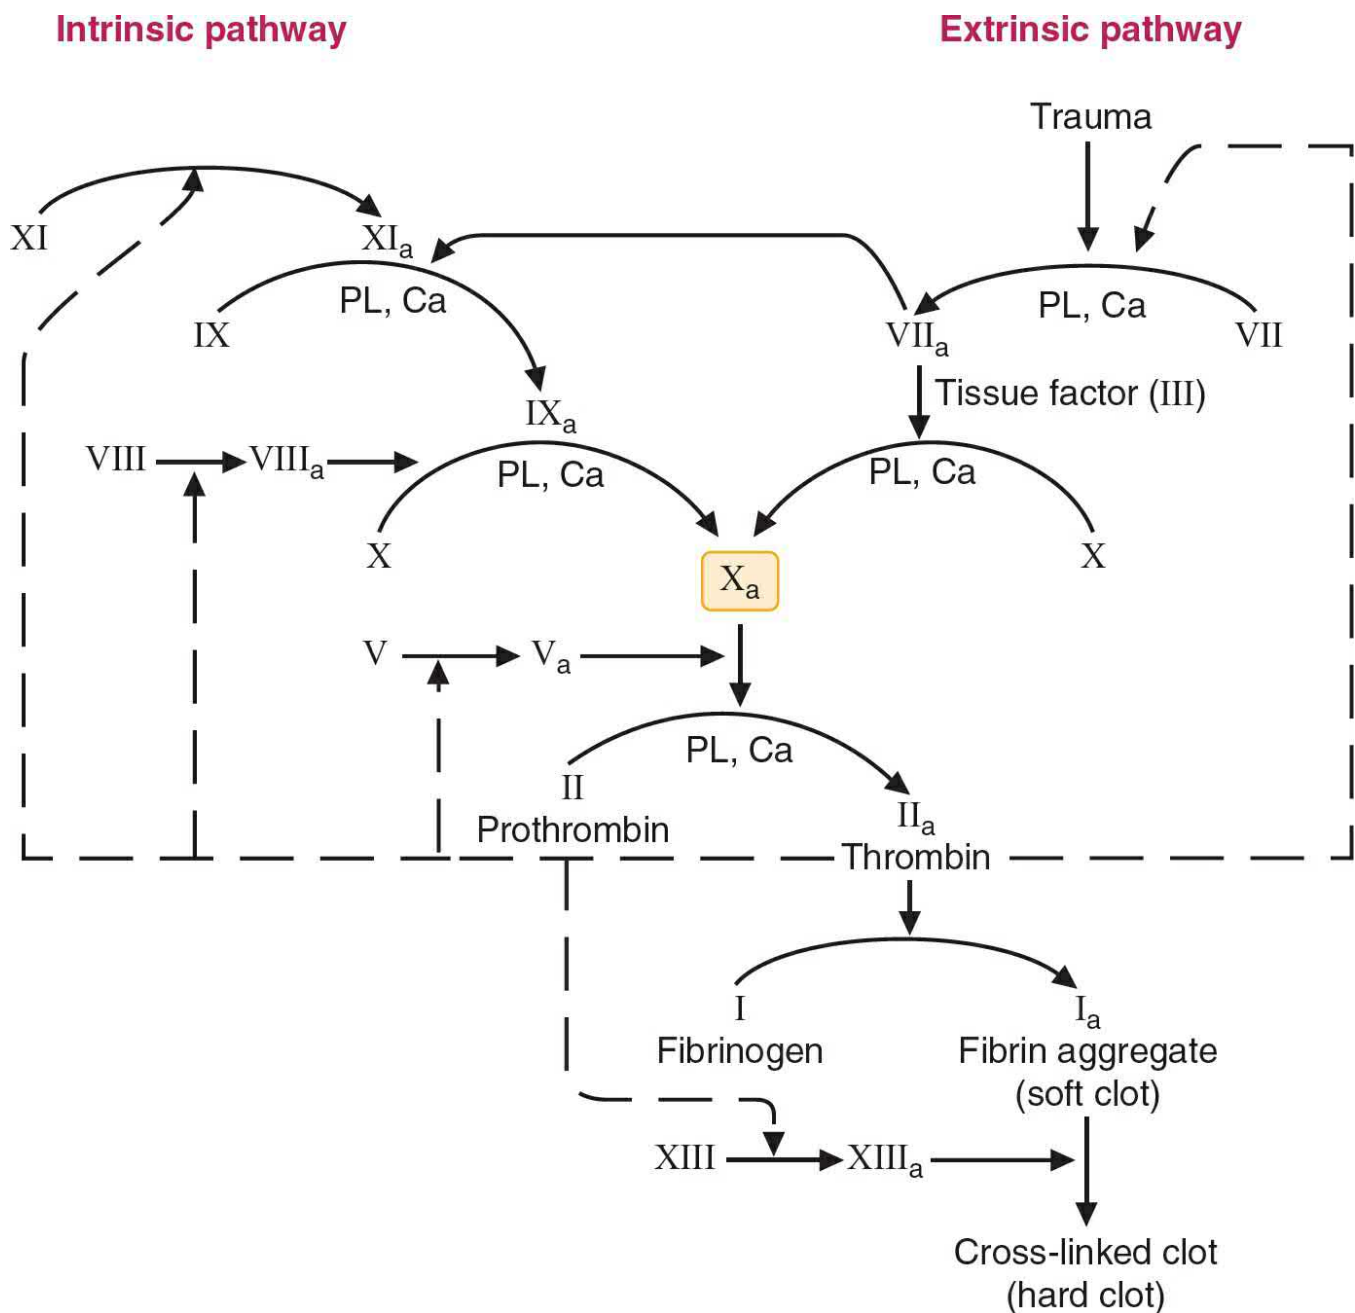 Intrinsic pathway
Extrinsic pathway
Trauma
XI
XIa
PL, Ca
IX
PL, Ca
VIIa
VII
Tissue factor (III)
IXa
VIII
VIIIa
PL, Ca
PL, Ca
X
Xa
X
V
Va
PL, Ca
II
Prothrombin
IIa
Thrombin
I
Fibrinogen
Ia
Fibrin aggregate
(soft clot)
XIII
XIIIa
Cross-linked clot
(hard clot)